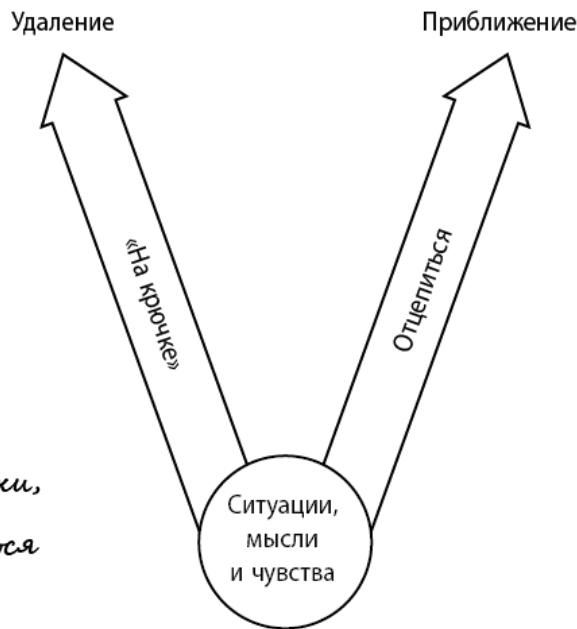 Удаление
Приближение
«На крючке»
Отцепиться
Ситуации,
мысли
и чувства